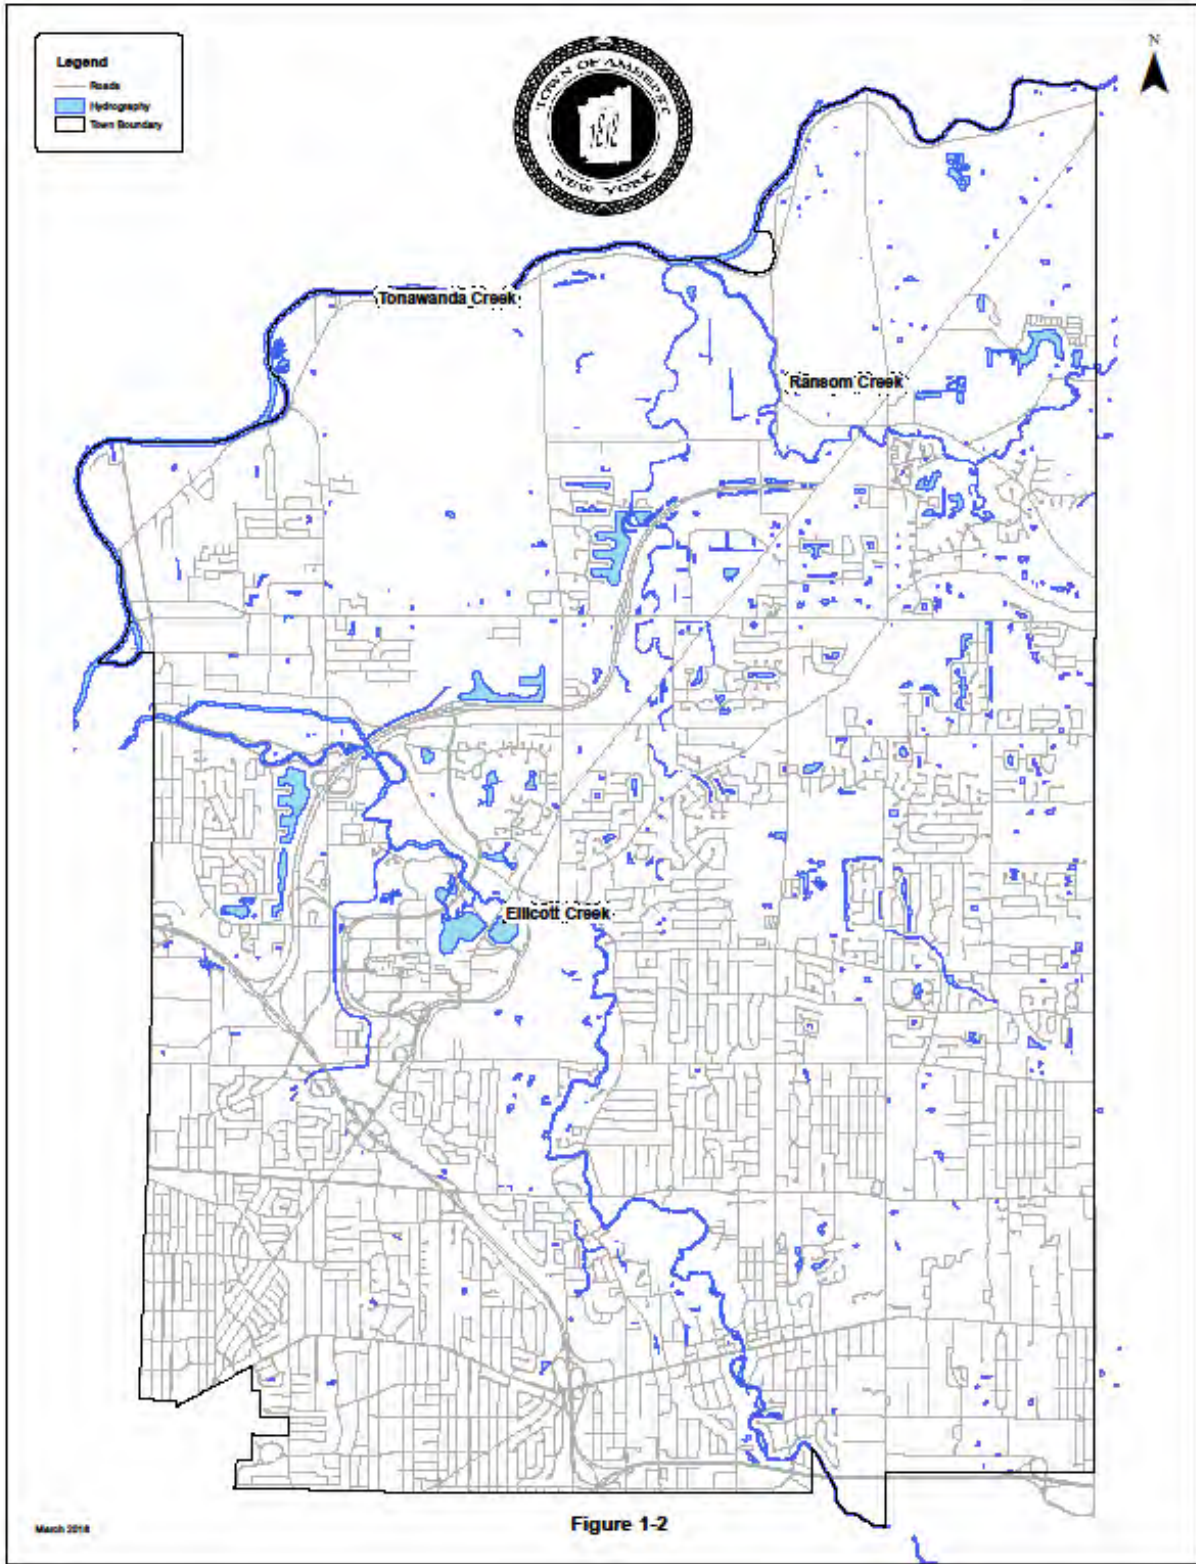 Legend
Roads
Hydrography
Town Boundary
TOWN OF AMHERST
1818
NEW YORK
N
Tonawanda Creek
Ransom Creek
Ellicott Creek
March 2018
Figure 1-2